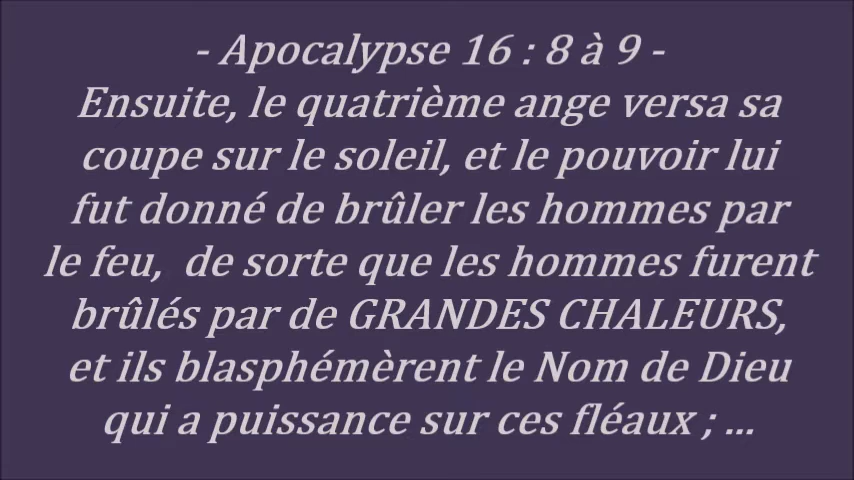 - Apocalypse 16 : 8 à 9 -
Ensuite, le quatrième ange versa sa
coupe sur le soleil, et le pouvoir lui
fut donné de brûler les hommes par
le feu,  de sorte que les hommes furent
brûlés par de GRANDES CHALEURS,
et ils blasphémèrent le Nom de Dieu
qui a puissance sur ces fléaux ; ...